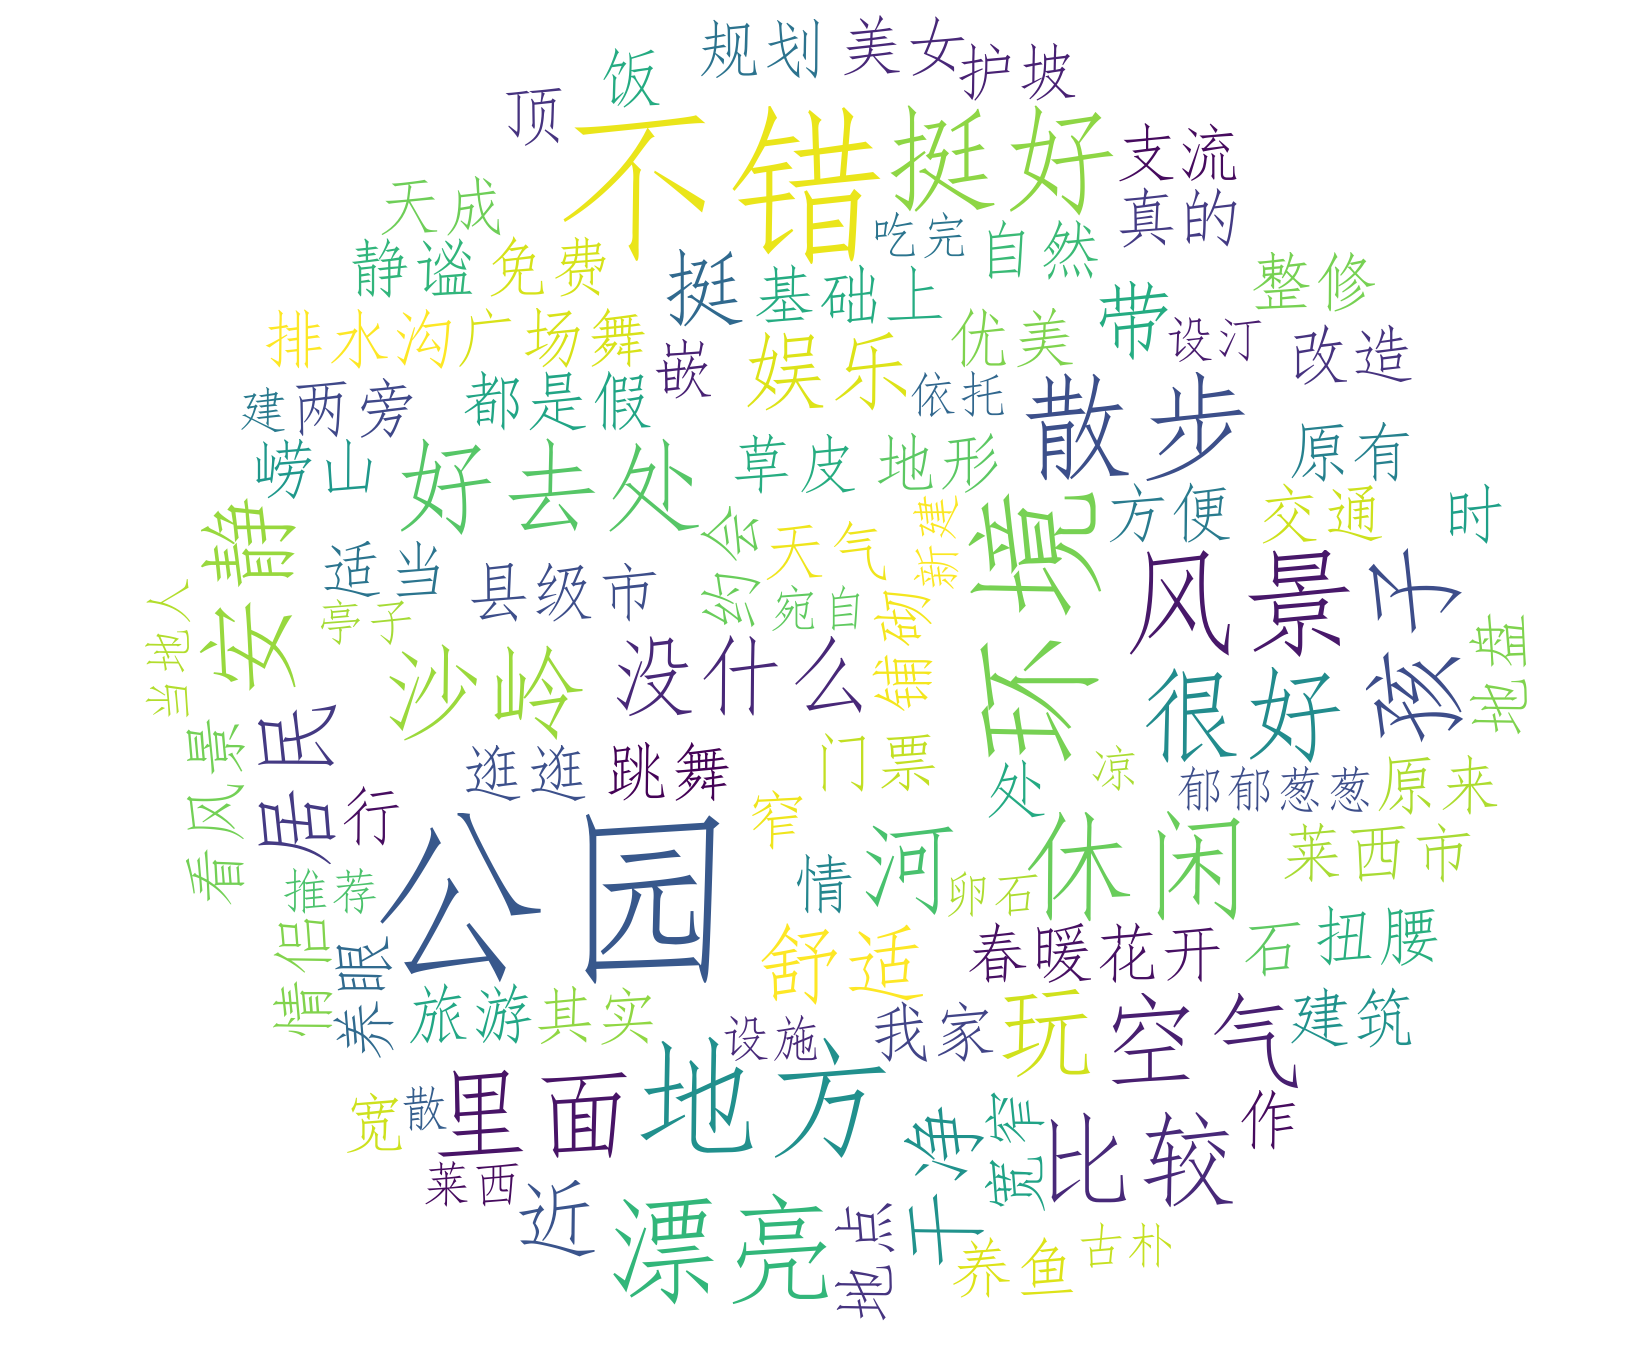 规划
美女
护坡
饭
顶
不错
挺好
支流
真的
天成
静谧
免费
吃完
自然
挺
基础上
带
整修
排水沟
广场舞
嵌
娱乐
优美
设汀
改造
建
两旁
都是假
依托
散步
崂山
好去处
草皮
地形
原有
安静
适当
县级市
约会
天气
新建
环境
方便
交通
时
当地人
亭子
宛自
铺砌
风景
孩子
地盘
沙岭
没什么
很好
居民
看风景
行
逛逛
跳舞
门票
处
凉
郁郁葱葱
原来
公园
窄
河
休闲
莱西市
推荐
情
卵石
情侣
养眼
舒适
春暖花开
石
扭腰
旅游
其实
设施
我家
玩
空气
建筑
宽
散
里面
地方
干净
宽窄
比较
作
莱西
近
漂亮
地点
养鱼
古朴